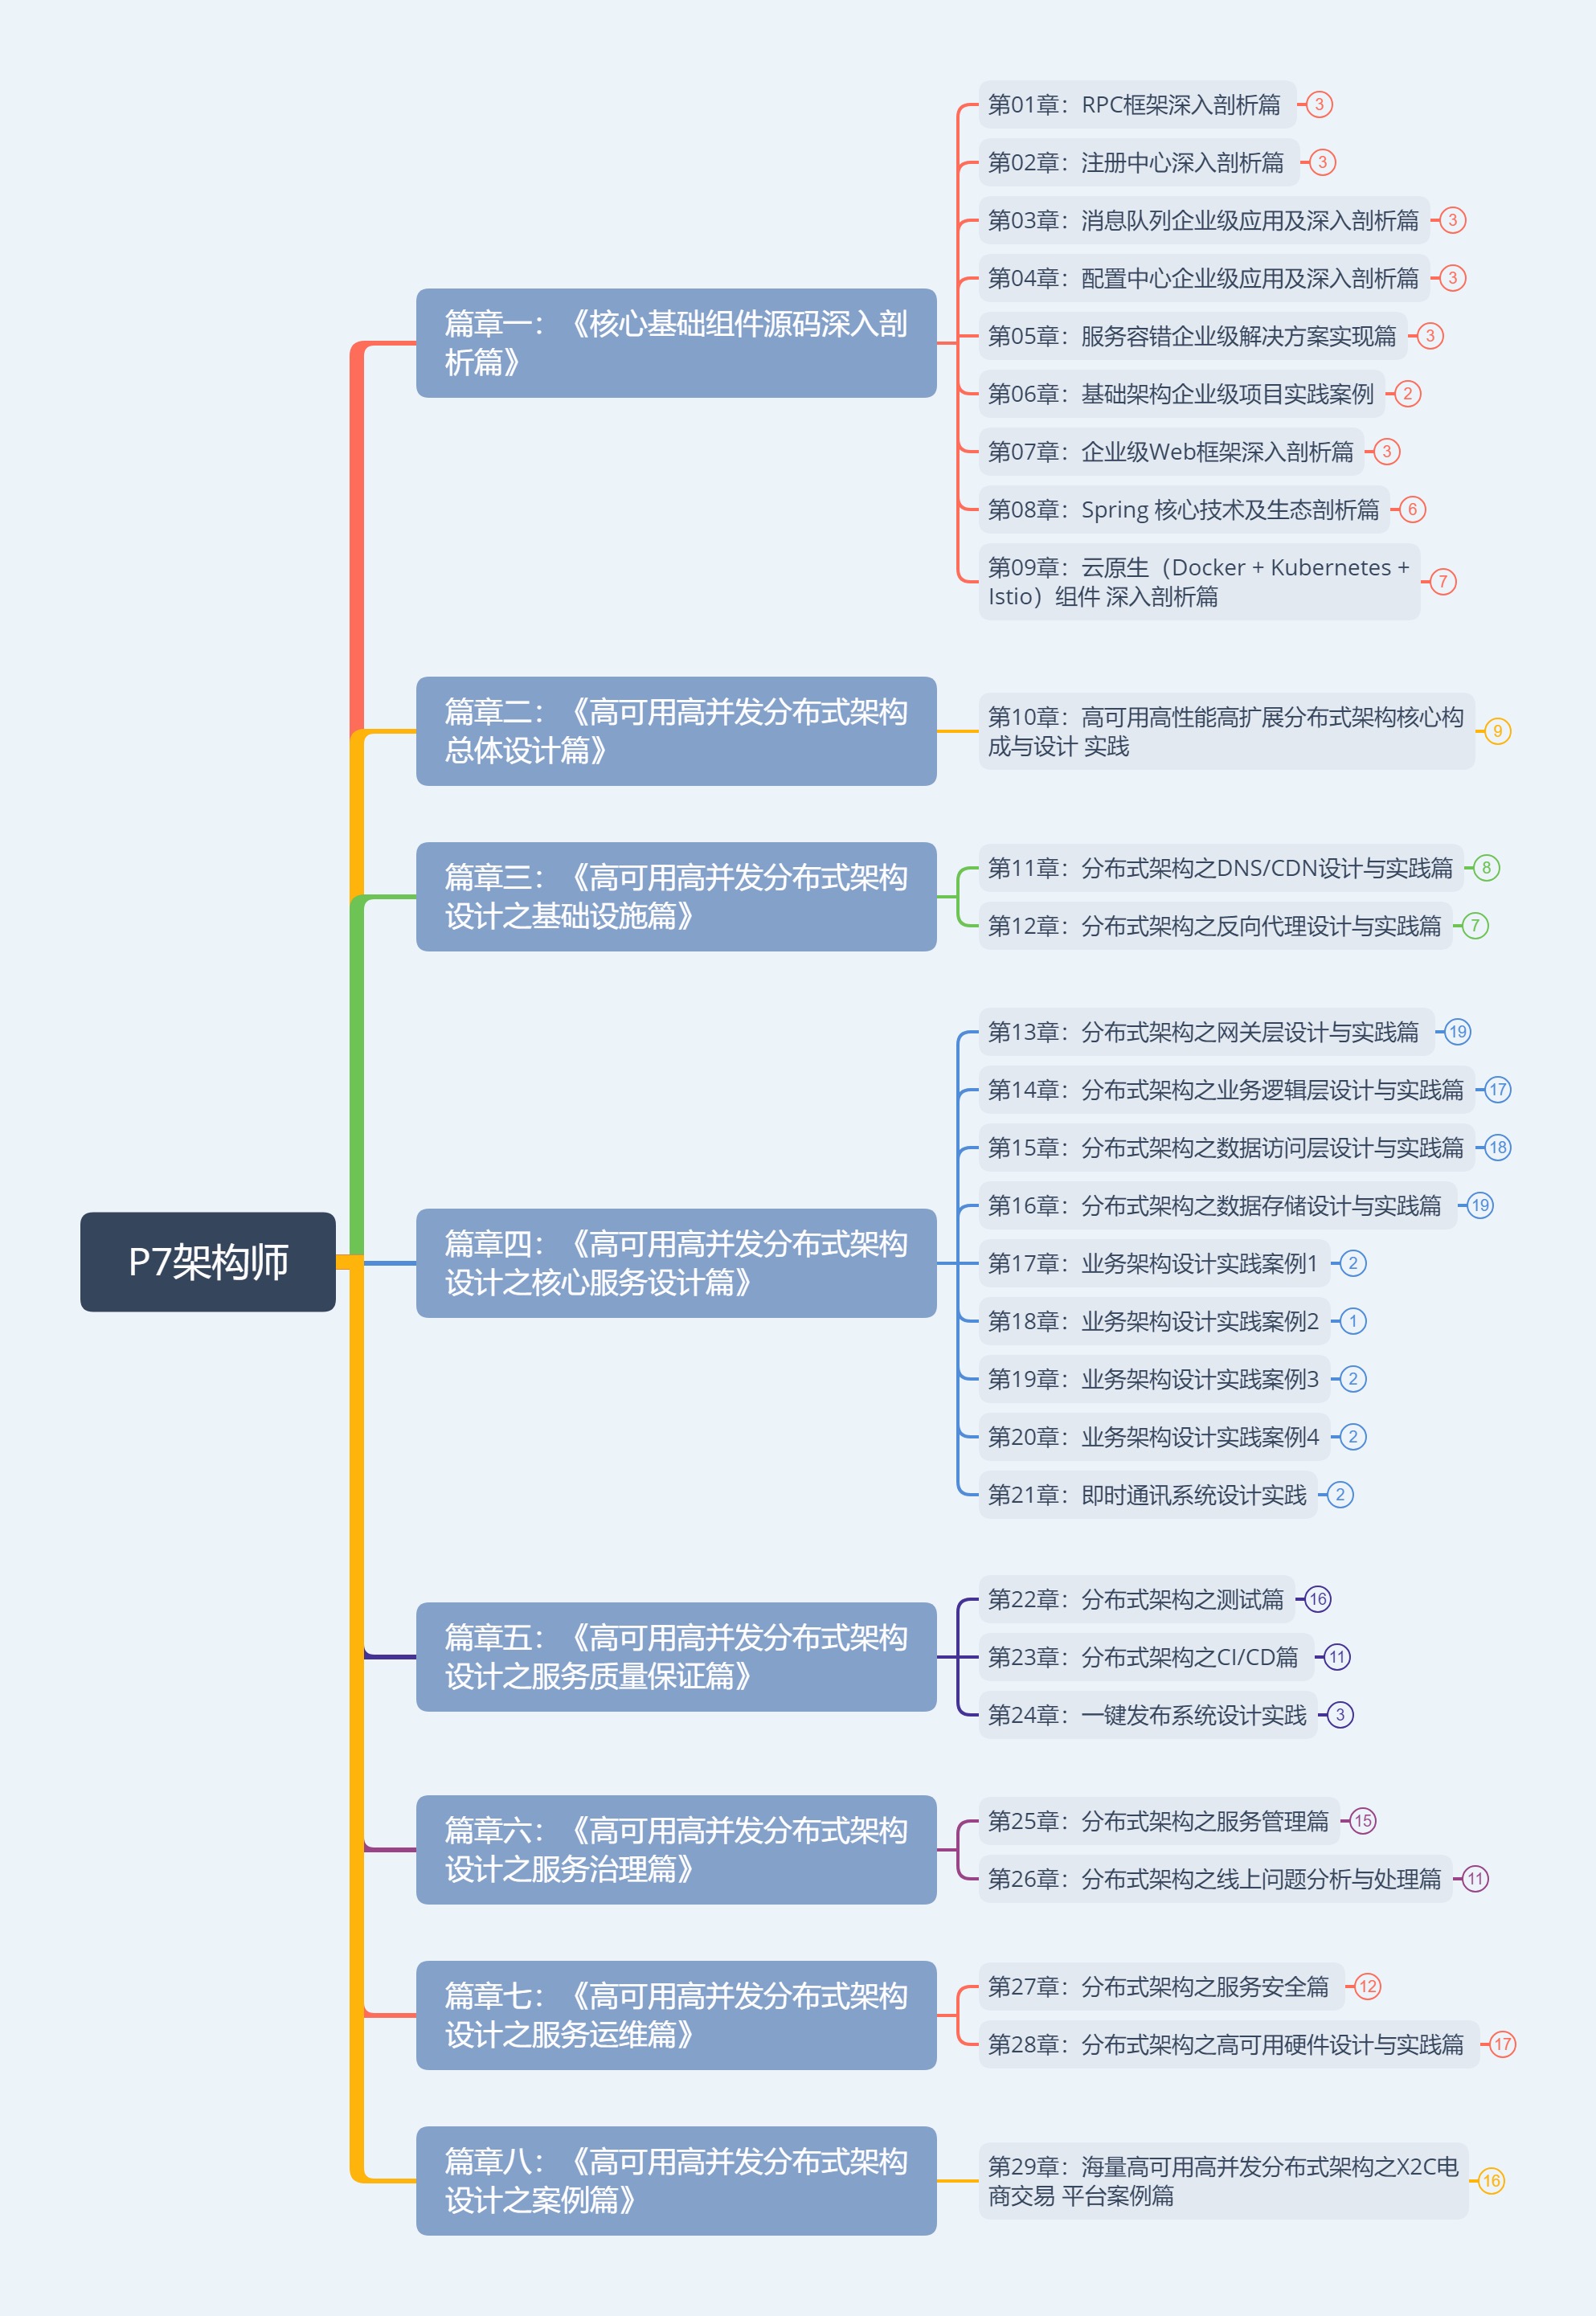 P7架构师
篇章一：《核心基础组件源码深入剖
析篇》
第01章：RPC框架深入剖析篇
3
第02章：注册中心深入剖析篇
3
第03章：消息队列企业级应用及深入剖析篇
3
第04章：配置中心企业级应用及深入剖析篇
3
第05章：服务容错企业级解决方案实现篇
3
第06章：基础架构企业级项目实践案例
2
第07章：企业级Web框架深入剖析篇
3
第08章：Spring 核心技术及生态剖析篇
6
第09章：云原生（Docker + Kubernetes +
Istio）组件 深入剖析篇
7
篇章二：《高可用高并发分布式架构
总体设计篇》
第10章：高可用高性能高扩展分布式架构核心构
成与设计 实践
9
篇章三：《高可用高并发分布式架构
设计之基础设施篇》
第11章：分布式架构之DNS/CDN设计与实践篇
8
第12章：分布式架构之反向代理设计与实践篇
7
篇章四：《高可用高并发分布式架构
设计之核心服务设计篇》
第13章：分布式架构之网关层设计与实践篇
19
第14章：分布式架构之业务逻辑层设计与实践篇
17
第15章：分布式架构之数据访问层设计与实践篇
18
第16章：分布式架构之数据存储设计与实践篇
19
第17章：业务架构设计实践案例1
2
第18章：业务架构设计实践案例2
1
第19章：业务架构设计实践案例3
2
第20章：业务架构设计实践案例4
2
第21章：即时通讯系统设计实践
2
篇章五：《高可用高并发分布式架构
设计之服务质量保证篇》
第22章：分布式架构之测试篇
16
第23章：分布式架构之CI/CD篇
11
第24章：一键发布系统设计实践
3
篇章六：《高可用高并发分布式架构
设计之服务治理篇》
第25章：分布式架构之服务管理篇
15
第26章：分布式架构之线上问题分析与处理篇
11
篇章七：《高可用高并发分布式架构
设计之服务运维篇》
第27章：分布式架构之服务安全篇
12
第28章：分布式架构之高可用硬件设计与实践篇
17
篇章八：《高可用高并发分布式架构
设计之案例篇》
第29章：海量高可用高并发分布式架构之X2C电
商交易 平台案例篇
16